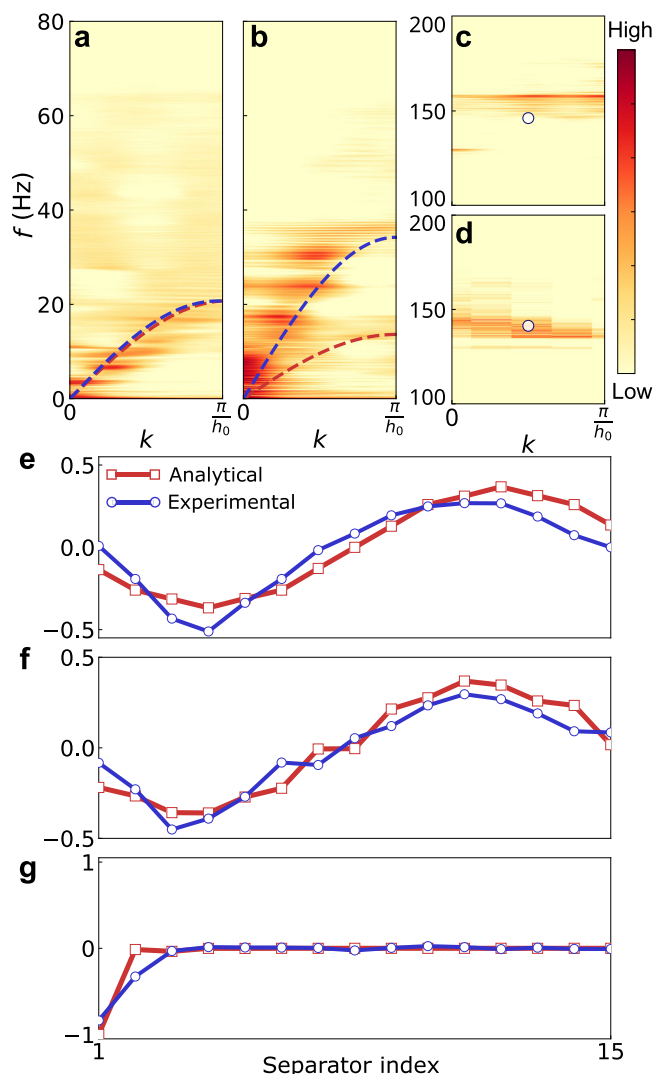 80
a
b
200
c
High
60
150
f (Hz)
100
40
200
d
20
150
0
100
Low
0
π/h₀
0
π/h₀
0
π/h₀
k
k
k
e
0.5
Analytical
Experimental
0.0
−0.5
f
0.5
0.0
−0.5
g
1
0
−1
1
15
Separator index